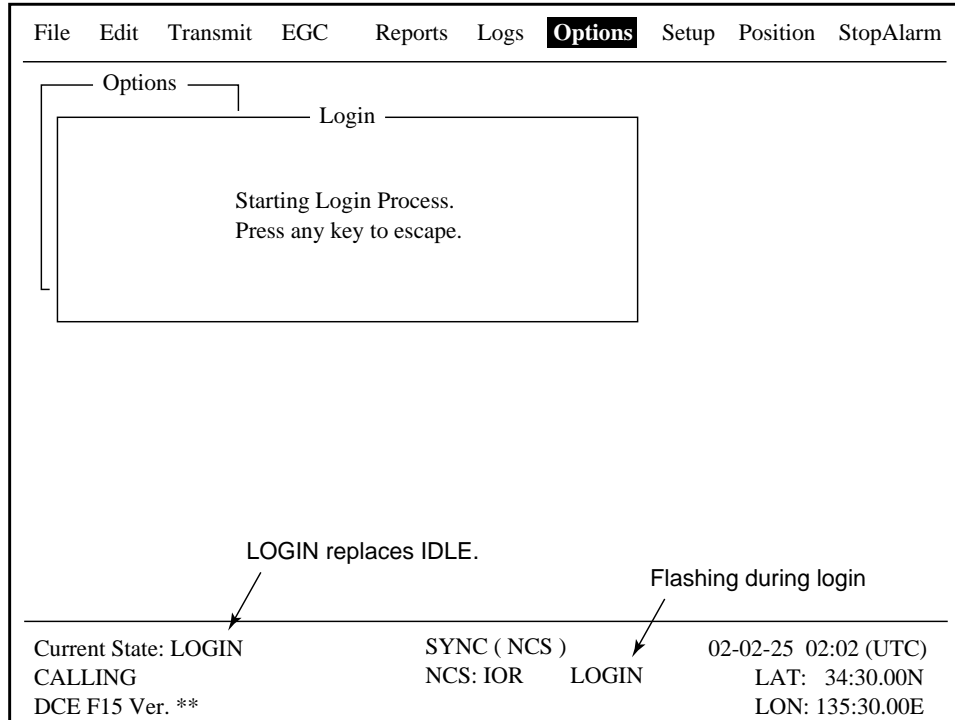 File Edit Transmit EGC Reports Logs Options Setup Position StopAlarm
Options
Login
Starting Login Process.
Press any key to escape.
LOGIN replaces IDLE.
Flashing during login
Current State: LOGIN SYNC ( NCS ) 02-02-25 02:02 (UTC)
CALLING NCS: IOR LOGIN LAT: 34:30.00N
DCE F15 Ver. ** LON: 135:30.00E